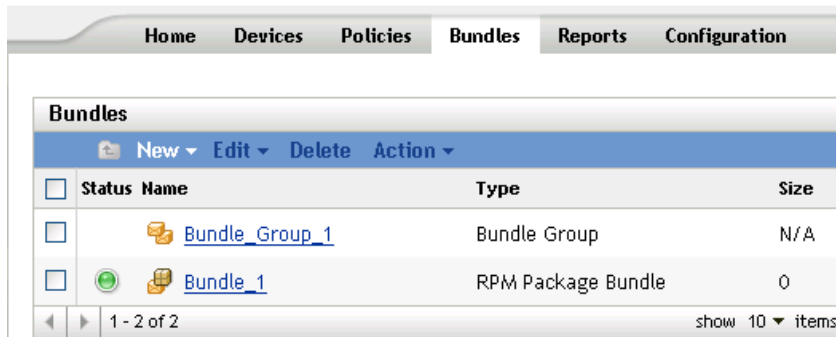 Home Devices Policies Bundles Reports Configuration
Bundles
New Edit Delete Action
Status Name Type Size
Bundle_Group_1 Bundle Group N/A
Bundle_1 RPM Package Bundle 0
1 - 2 of 2 show 10 items